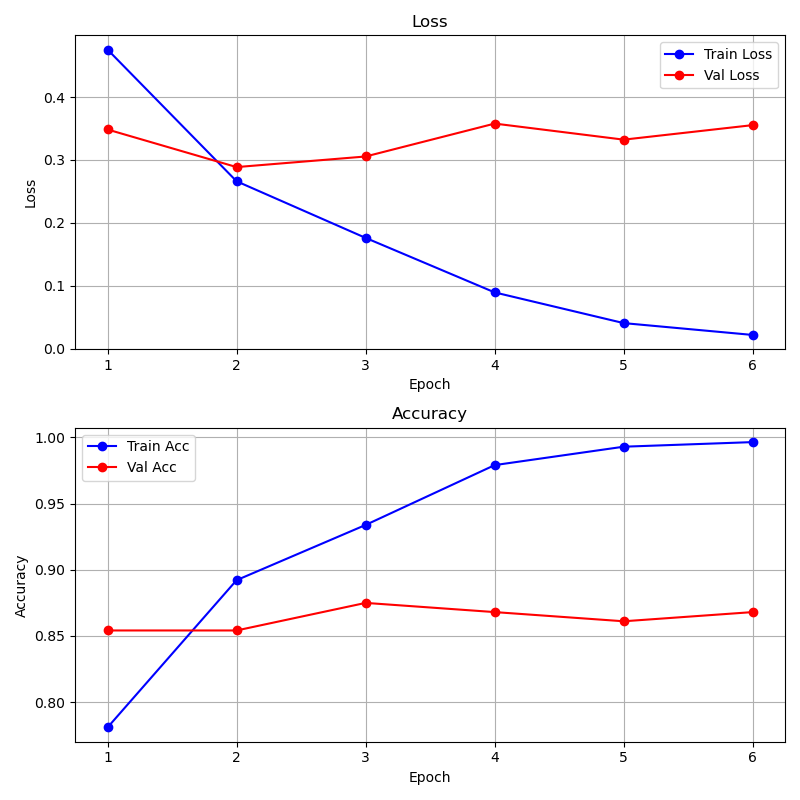 Loss
Train Loss
Val Loss
0.4
0.3
0.2
0.1
0.0
Loss
1 2 3 4 5 6
Epoch
Accuracy
Train Acc
Val Acc
1.00
0.95
0.90
0.85
0.80
Accuracy
1 2 3 4 5 6
Epoch